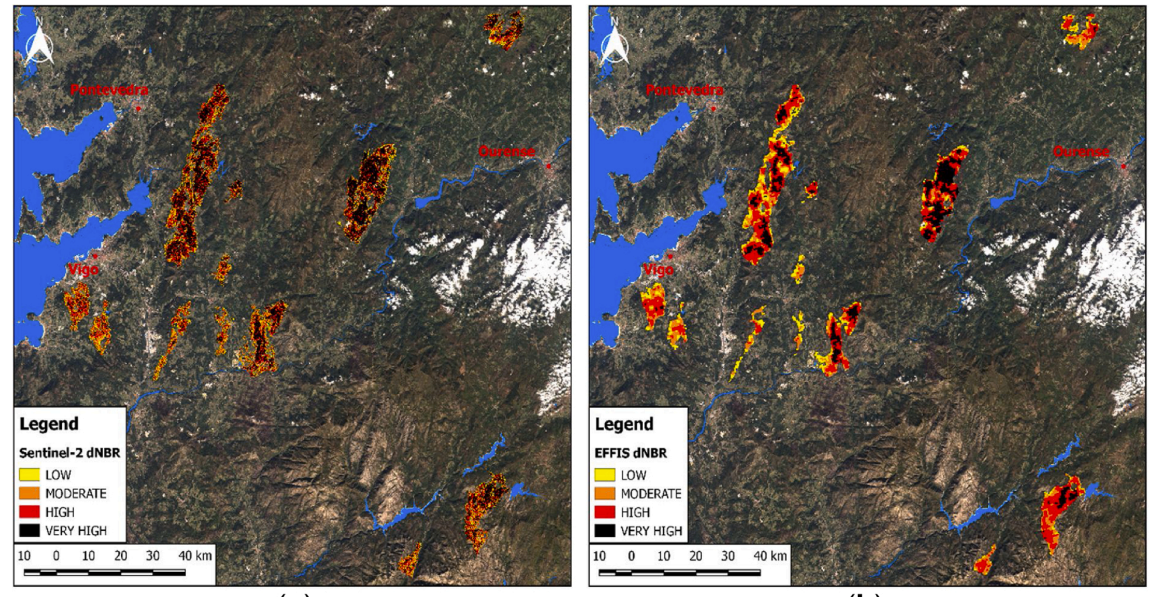 Pontevedra
Ourense
Vigo
Legend
Sentinel-2 dNBR
LOW
MODERATE
HIGH
VERY HIGH
10 0 10 20 30 40 km
Pontevedra
Ourense
Vigo
Legend
EFFIS dNBR
LOW
MODERATE
HIGH
VERY HIGH
10 0 10 20 30 40 km